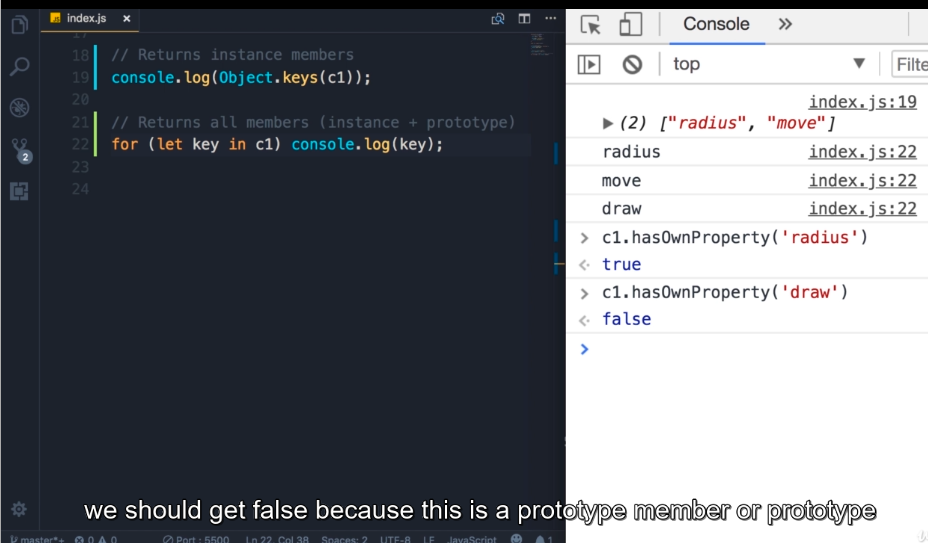 index.js ×
17
18 // Returns instance members
19 console.log(Object.keys(c1));
20
21 // Returns all members (instance + prototype)
22 for (let key in c1) console.log(key);
23
24
2
master*+ 0 0 Port : 5500 Ln 22, Col 38 Spaces: 2 UTF-8 LF JavaScript 1
Console »
top ▼ Filte
index.js:19
▶ (2) ["radius", "move"]
radius index.js:22
move index.js:22
draw index.js:22
> c1.hasOwnProperty('radius')
true
> c1.hasOwnProperty('draw')
false
>
we should get false because this is a prototype member or prototype